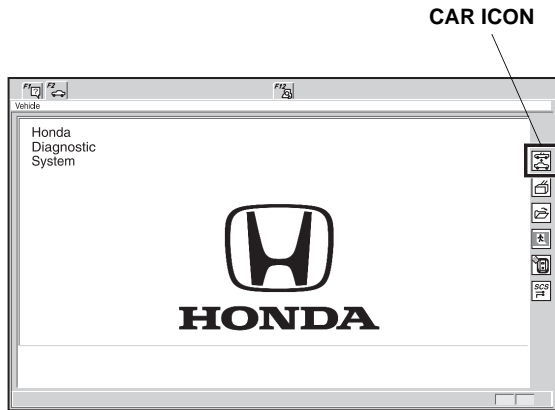 CAR ICON
F1 F2 F12
Vehicle
Honda
Diagnostic
System
HONDA
SCS